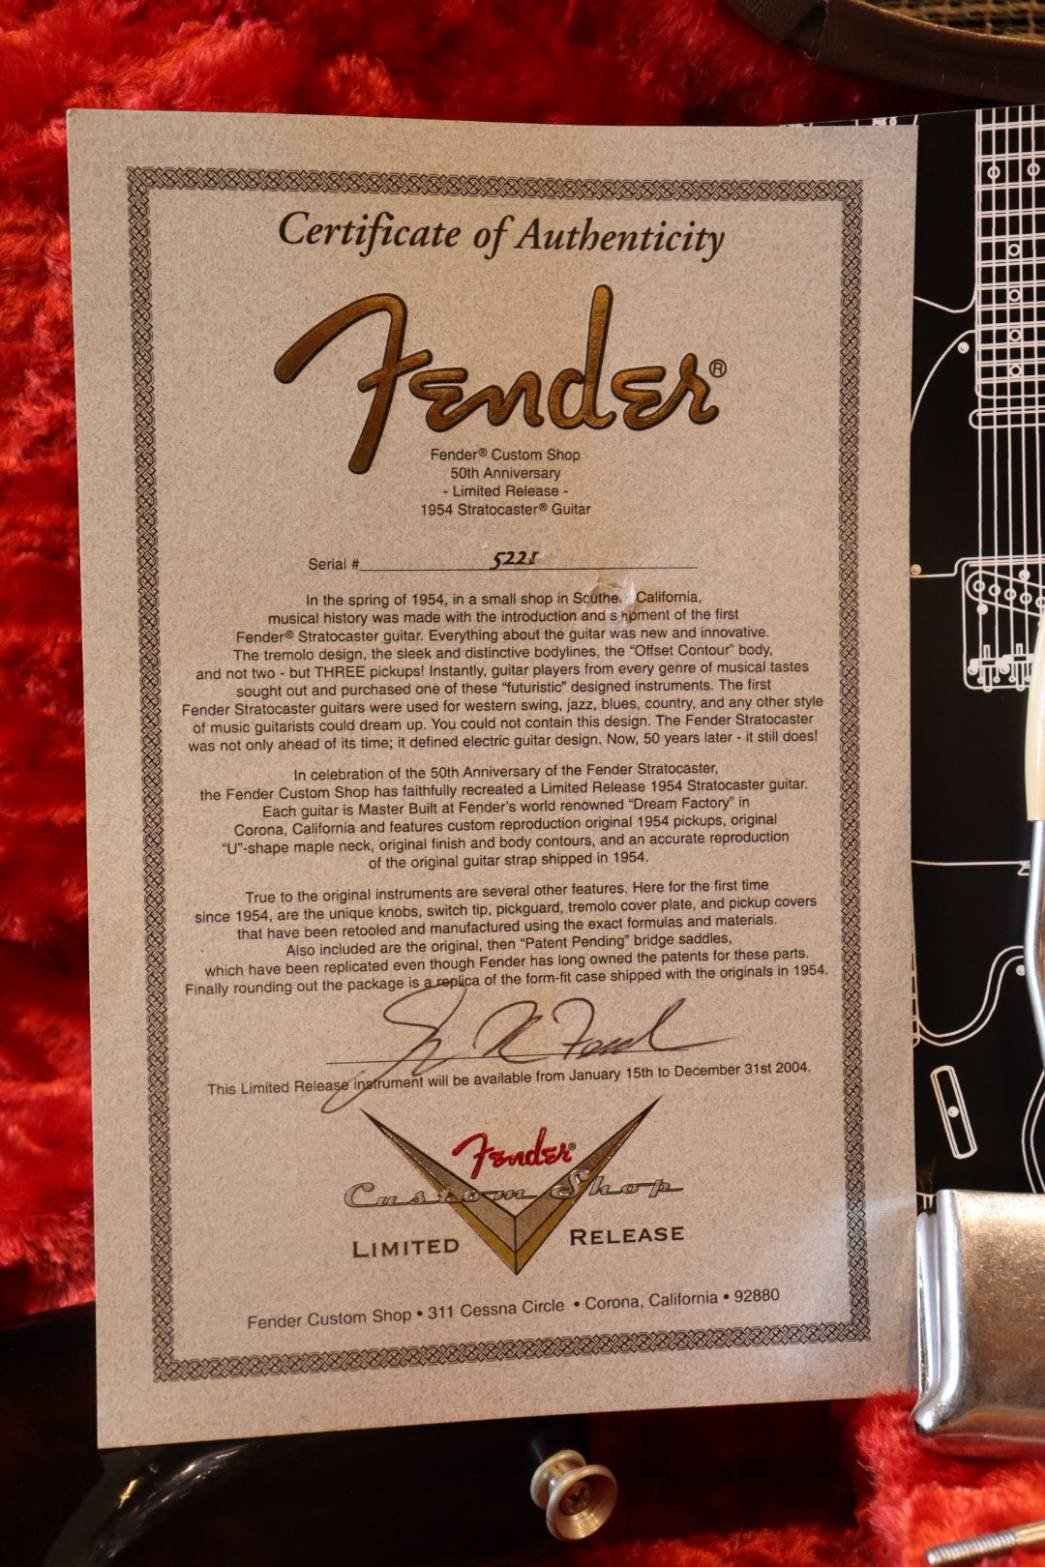 Certificate of Authenticity
Fender®
Fender® Custom Shop
50th Anniversary
- Limited Release -
1954 Stratocaster® Guitar
Serial # 5221
In the spring of 1954, in a small shop in Southe California,
musical history was made with the introduction and s ipment of the first
Fender® Stratocaster guitar. Everything about the guitar was new and innovative.
The tremolo design, the sleek and distinctive bodylines, the "Offset Contour" body,
and not two - but THREE pickups! Instantly, guitar players from every genre of musical tastes
sought out and purchased one of these "futuristic" designed instruments. The first
Fender Stratocaster guitars were used for western swing, jazz, blues, country, and any other style
of music guitarists could dream up. You could not contain this design. The Fender Stratocaster
was not only ahead of its time; it defined electric guitar design. Now, 50 years later - it still does!
In celebration of the 50th Anniversary of the Fender Stratocaster,
the Fender Custom Shop has faithfully recreated a Limited Release 1954 Stratocaster guitar.
Each guitar is Master Built at Fender's world renowned "Dream Factory" in
Corona, California and features custom reproduction original 1954 pickups, original
"U"-shape maple neck, original finish and body contours, and an accurate reproduction
of the original guitar strap shipped in 1954.
True to the original instruments are several other features. Here for the first time
since 1954, are the unique knobs, switch tip, pickguard, tremolo cover plate, and pickup covers
that have been retooled and manufactured using the exact formulas and materials.
Also included are the original, then "Patent Pending" bridge saddles,
which have been replicated even though Fender has long owned the patents for these parts.
Finally rounding out the package is a replica of the form-fit case shipped with the originals in 1954.
This Limited Release instrument will be available from January 15th to December 31st 2004.
Fender®
Custom Shop
LIMITED RELEASE
Fender Custom Shop • 311 Cessna Circle • Corona, California • 92880